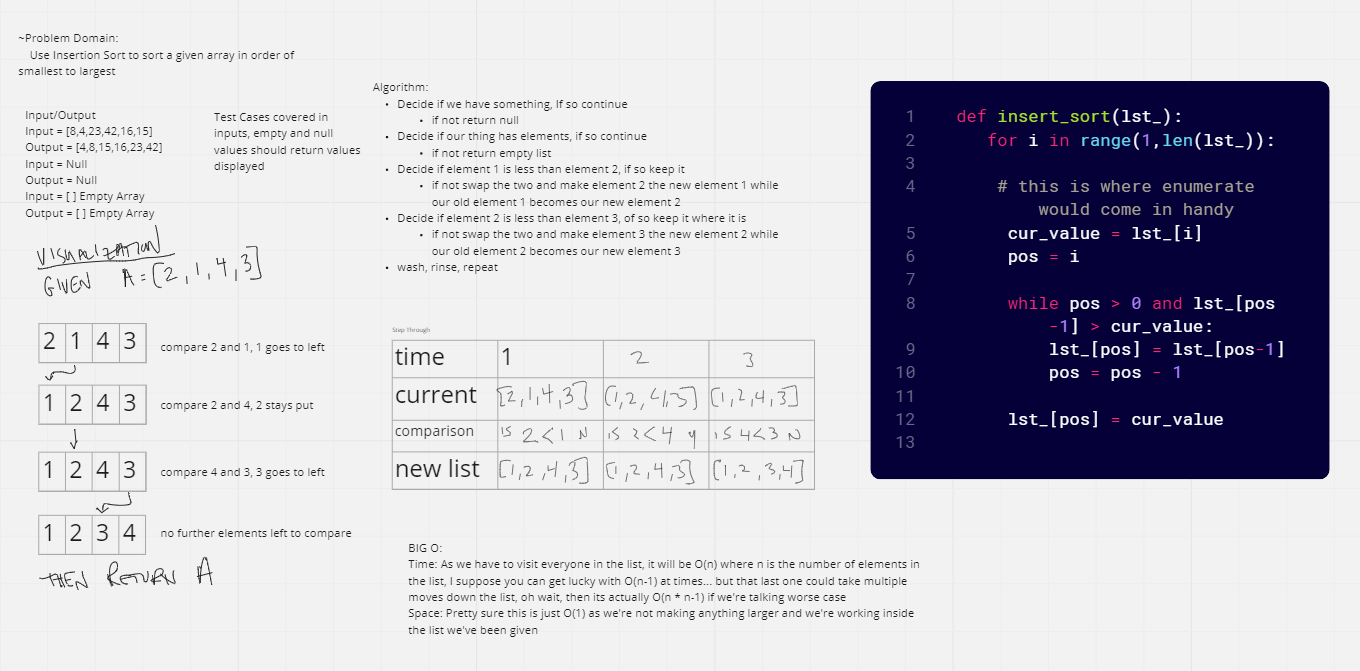 ~Problem Domain:
Use Insertion Sort to sort a given array in order of
smallest to largest
Input/Output
Input = [8,4,23,42,16,15]
Output = [4,8,15,16,23,42]
Input = Null
Output = Null
Input = [ ] Empty Array
Output = [ ] Empty Array
Test Cases covered in
inputs, empty and null
values should return values
displayed
VISUALIZATION
GIVEN A=[2,1,4,3]
2 1 4 3
compare 2 and 1, 1 goes to left
1 2 4 3
compare 2 and 4, 2 stays put
1 2 4 3
compare 4 and 3, 3 goes to left
1 2 3 4
no further elements left to compare
THEN RETURN A
Algorithm:
• Decide if we have something, If so continue
• if not return null
• Decide if our thing has elements, if so continue
• if not return empty list
• Decide if element 1 is less than element 2, if so keep it
• if not swap the two and make element 2 the new element 1 while
our old element 1 becomes our new element 2
• Decide if element 2 is less than element 3, of so keep it where it is
• if not swap the two and make element 3 the new element 2 while
our old element 2 becomes our new element 3
• wash, rinse, repeat
Step Through
time 1 2 3
current [2,1,4,3] [1,2,4,3] [1,2,4,3]
comparison is 2<1 N is 2<4 y is 4<3 N
new list [1,2,4,3] [1,2,4,3] [1,2,3,4]
BIG O:
Time: As we have to visit everyone in the list, it will be O(n) where n is the number of elements in
the list, I suppose you can get lucky with O(n-1) at times... but that last one could take multiple
moves down the list, oh wait, then its actually O(n * n-1) if we're talking worse case
Space: Pretty sure this is just O(1) as we're not making anything larger and we're working inside
the list we've been given
1 def insert_sort(lst_):
2 for i in range(1,len(lst_)):
3
4 # this is where enumerate
would come in handy
5 cur_value = lst_[i]
6 pos = i
7
8 while pos > 0 and lst_[pos
-1] > cur_value:
9 lst_[pos] = lst_[pos-1]
10 pos = pos - 1
11
12 lst_[pos] = cur_value
13